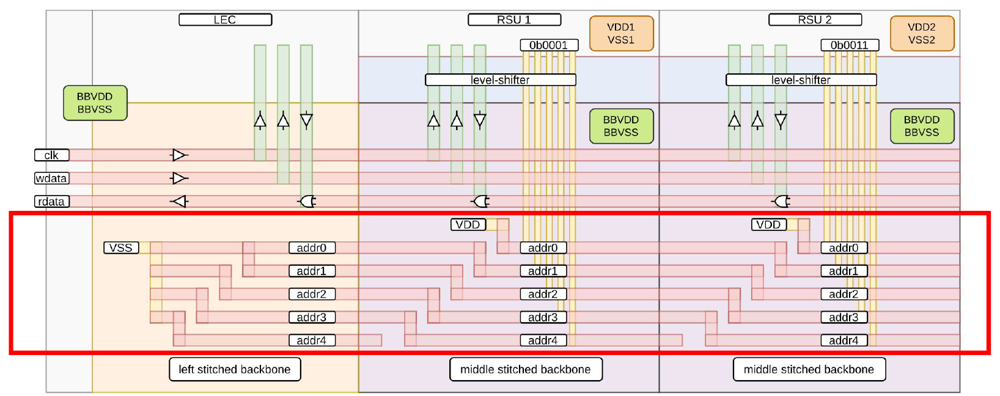 LEC
RSU 1
RSU 2
VDD1
VSS1
VDD2
VSS2
0b0001
0b0011
level-shifter
level-shifter
BBVDD
BBVSS
BBVDD
BBVSS
BBVDD
BBVSS
clk
wdata
rdata
VDD
VDD
VSS
addr0
addr0
addr0
addr1
addr1
addr1
addr2
addr2
addr2
addr3
addr3
addr3
addr4
addr4
addr4
left stitched backbone
middle stitched backbone
middle stitched backbone